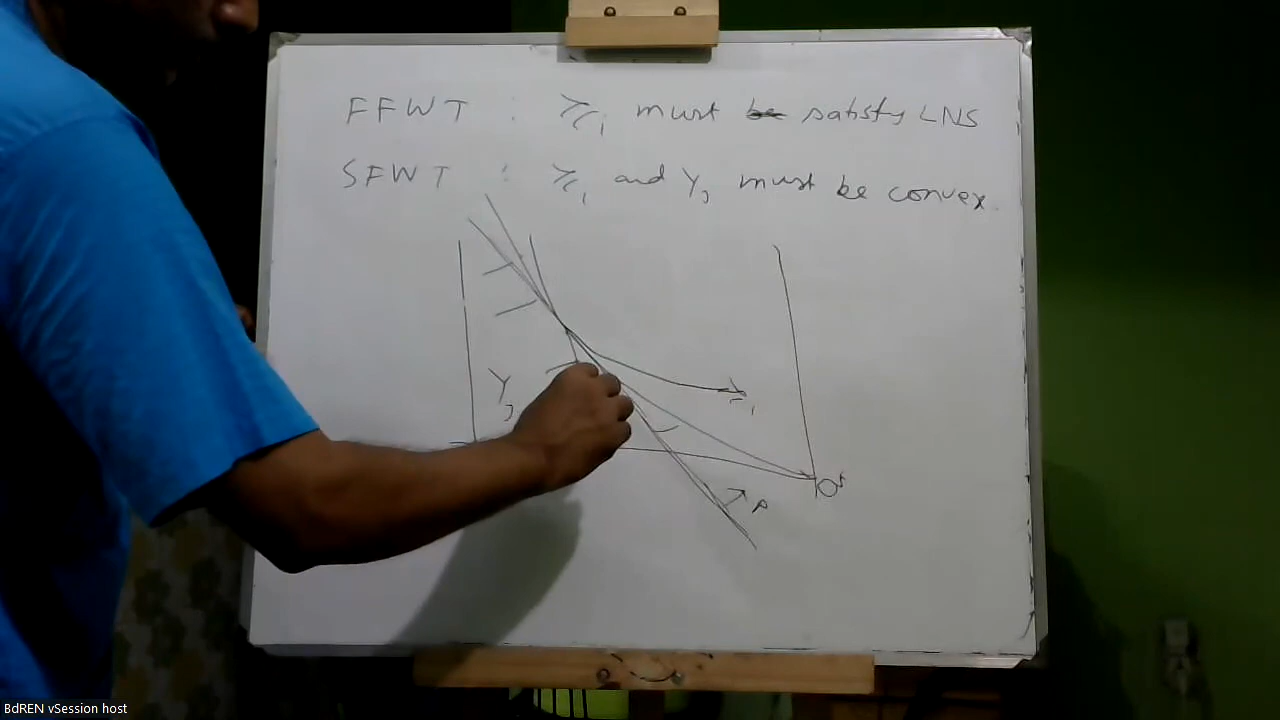 FFWT : ≿i must be satisfy LNS
SFWT : ≿i and Yj must be convex.
Yj
≿i
p
BdREN vSession host